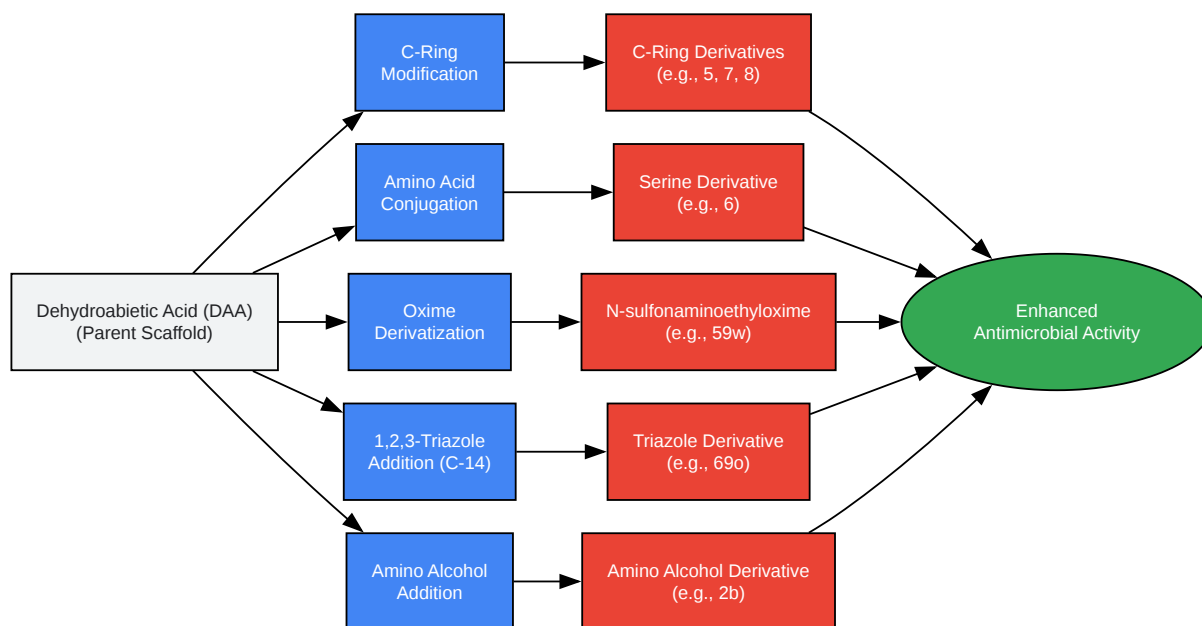 C-Ring
Modification
C-Ring Derivatives
(e.g., 5, 7, 8)
Amino Acid
Conjugation
Serine Derivative
(e.g., 6)
Dehydroabietic Acid (DAA)
(Parent Scaffold)
Oxime
Derivatization
N-sulfonaminoethyloxime
(e.g., 59w)
Enhanced
Antimicrobial Activity
1,2,3-Triazole
Addition (C-14)
Triazole Derivative
(e.g., 69o)
Amino Alcohol
Addition
Amino Alcohol Derivative
(e.g., 2b)